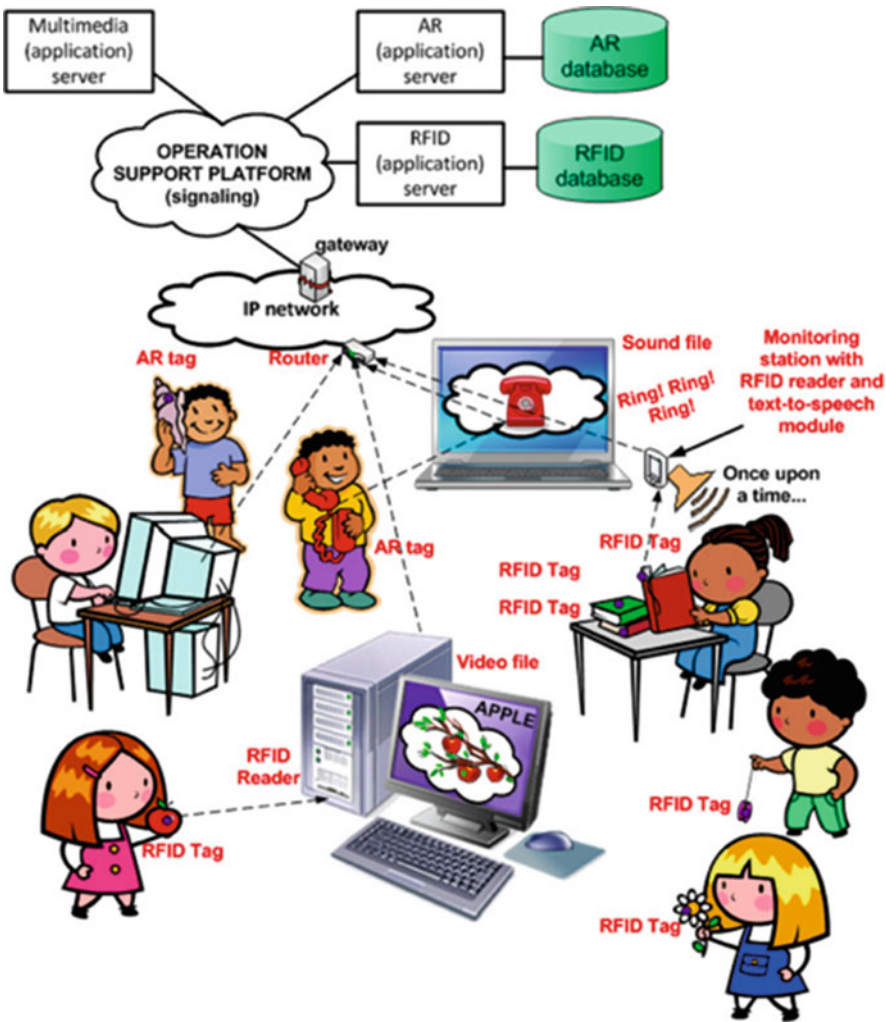 Multimedia
(application)
server
AR
(application)
server
AR
database
OPERATION
SUPPORT PLATFORM
(signaling)
RFID
(application)
server
RFID
database
gateway
IP network
AR tag
Router
Sound file
Ring! Ring!
Ring!
Monitoring
station with
RFID reader and
text-to-speech
module
Once upon
a time...
AR tag
RFID Tag
RFID Tag
RFID Tag
Video file
APPLE
RFID
Reader
RFID Tag
RFID Tag
RFID Tag